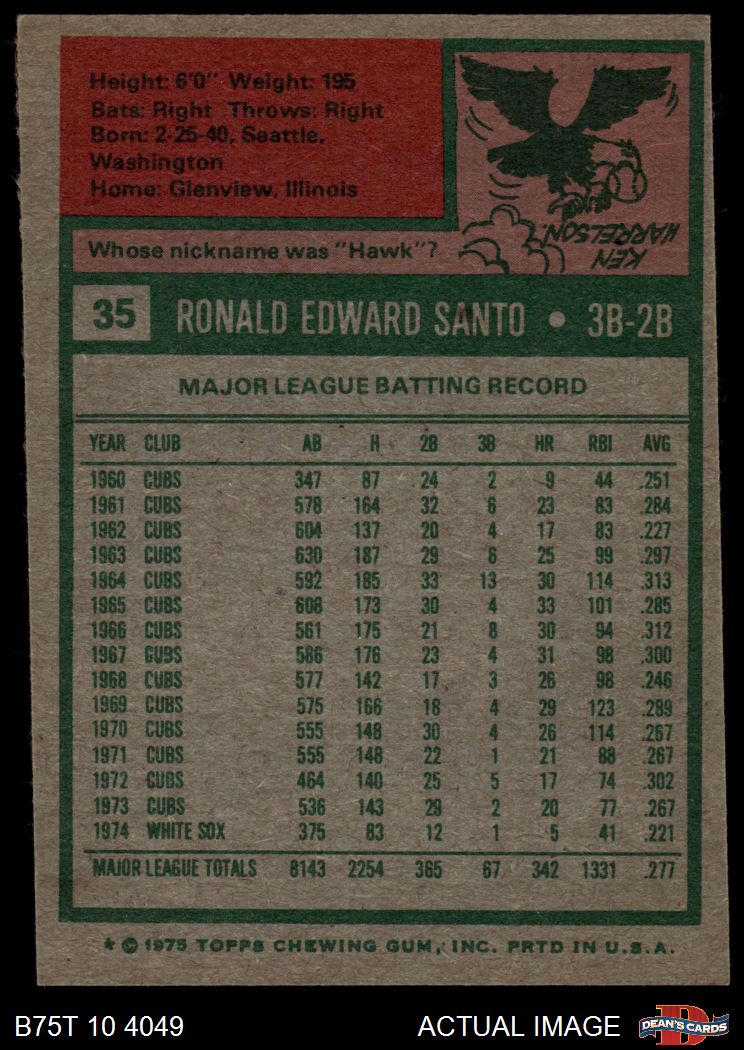 Height: 6'0" Weight: 195
Bats: Right Throws: Right
Born: 2-25-40, Seattle,
Washington
Home: Glenview, Illinois
Whose nickname was "Hawk"?
KEN
HARRELSON
35 RONALD EDWARD SANTO • 3B-2B
MAJOR LEAGUE BATTING RECORD
YEAR CLUB AB H 2B 3B HR RBI AVG
1960 CUBS 347 87 24 2 9 44 .251
1961 CUBS 578 164 32 6 23 83 .284
1962 CUBS 604 137 20 4 17 83 .227
1963 CUBS 630 187 29 6 25 99 .297
1964 CUBS 592 185 33 13 30 114 .313
1965 CUBS 608 173 30 4 33 101 .285
1966 CUBS 561 175 21 8 30 94 .312
1967 CUBS 586 176 23 4 31 98 .300
1968 CUBS 577 142 17 3 26 98 .246
1969 CUBS 575 166 18 4 29 123 .289
1970 CUBS 555 148 30 4 26 114 .267
1971 CUBS 555 148 22 1 21 88 .267
1972 CUBS 464 140 25 5 17 74 .302
1973 CUBS 536 143 29 2 20 77 .267
1974 WHITE SOX 375 83 12 1 5 41 .221
MAJOR LEAGUE TOTALS 8143 2254 365 67 342 1331 .277
* © 1975 TOPPS CHEWING GUM, INC. PRTD IN U.S.A.
B75T 10 4049 ACTUAL IMAGE DEAN'S CARDS